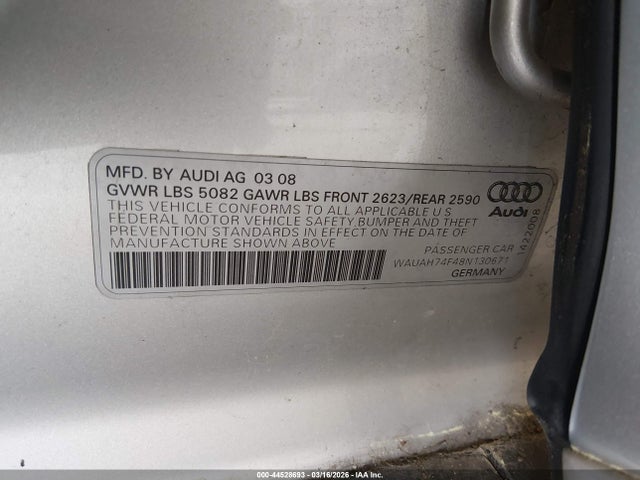 MFD. BY AUDI AG 03 08
GVWR LBS 5082 GAWR LBS FRONT 2623/REAR 2590
THIS VEHICLE CONFORMS TO ALL APPLICABLE U S
FEDERAL MOTOR VEHICLE SAFETY,BUMPER AND THEFT
PREVENTION STANDARDS IN EFFECT ON THE DATE OF
MANUFACTURE SHOWN ABOVE
PASSENGER CAR
WAUAH74F48N130671
GERMANY
Audi
1422008
000-44528693 - 03/16/2026 - IAA Inc.